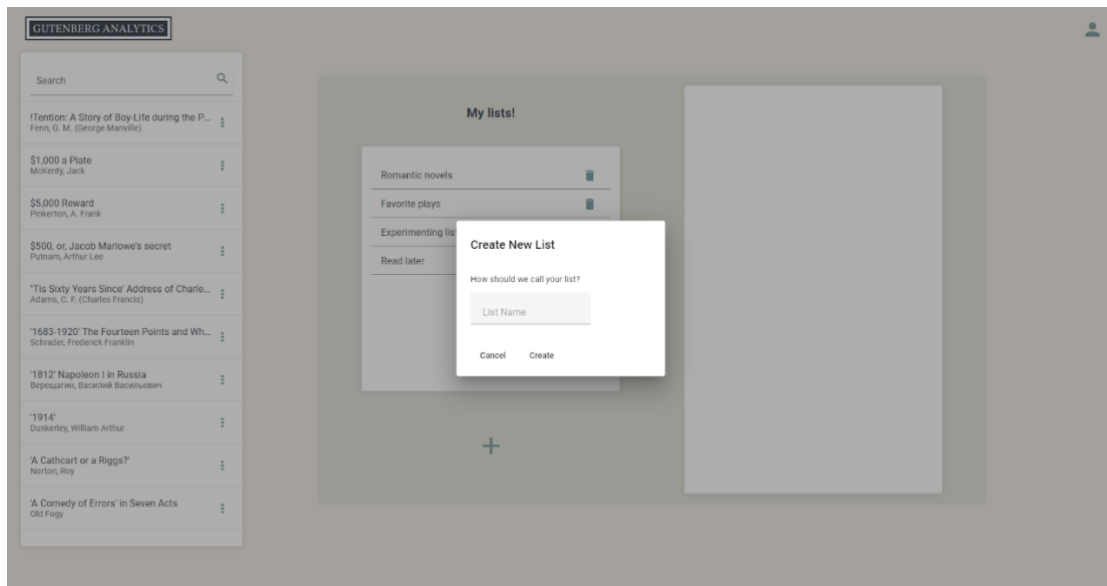 GUTENBERG ANALYTICS
Search
!Tention: A Story of Boy-Life during the P...
Fenn, G. M. (George Manville)
$1,000 a Plate
McKenty, Jack
$5,000 Reward
Pinkerton, A. Frank
$500, or, Jacob Marlowe's secret
Putnam, Arthur Lee
"Tis Sixty Years Since' Address of Charle...
Adams, C. F. (Charles Francis)
'1683-1920' The Fourteen Points and Wh...
Schrader, Frederick Franklin
'1812' Napoleon I in Russia
Верещагин, Василий Васильевич
'1914'
Dunkerley, William Arthur
'A Cathcart or a Riggs?'
Norton, Roy
'A Comedy of Errors' in Seven Acts
Old Fogy
My lists!
Romantic novels
Favorite plays
Experimenting lis
Read later
Create New List
How should we call your list?
List Name
Cancel
Create